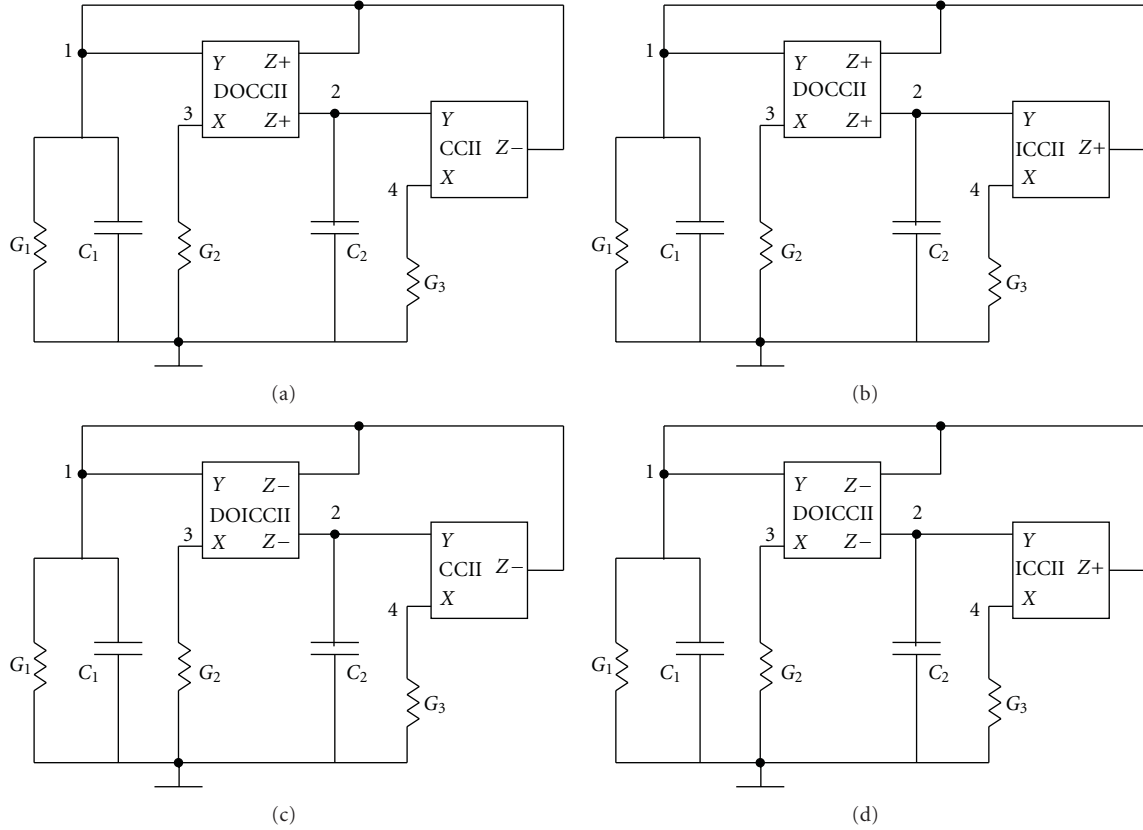 1
Y
Z+
DOCCII
3
X
Z+
2
Y
CCII
Z−
X
4
G1
C1
G2
C2
G3
(a)
1
Y
Z+
DOCCII
3
X
Z+
2
Y
ICCII
Z+
X
4
G1
C1
G2
C2
G3
(b)
1
Y
Z−
DOICCII
3
X
Z−
2
Y
CCII
Z−
X
4
G1
C1
G2
C2
G3
(c)
1
Y
Z−
DOICCII
3
X
Z−
2
Y
ICCII
Z+
X
4
G1
C1
G2
C2
G3
(d)